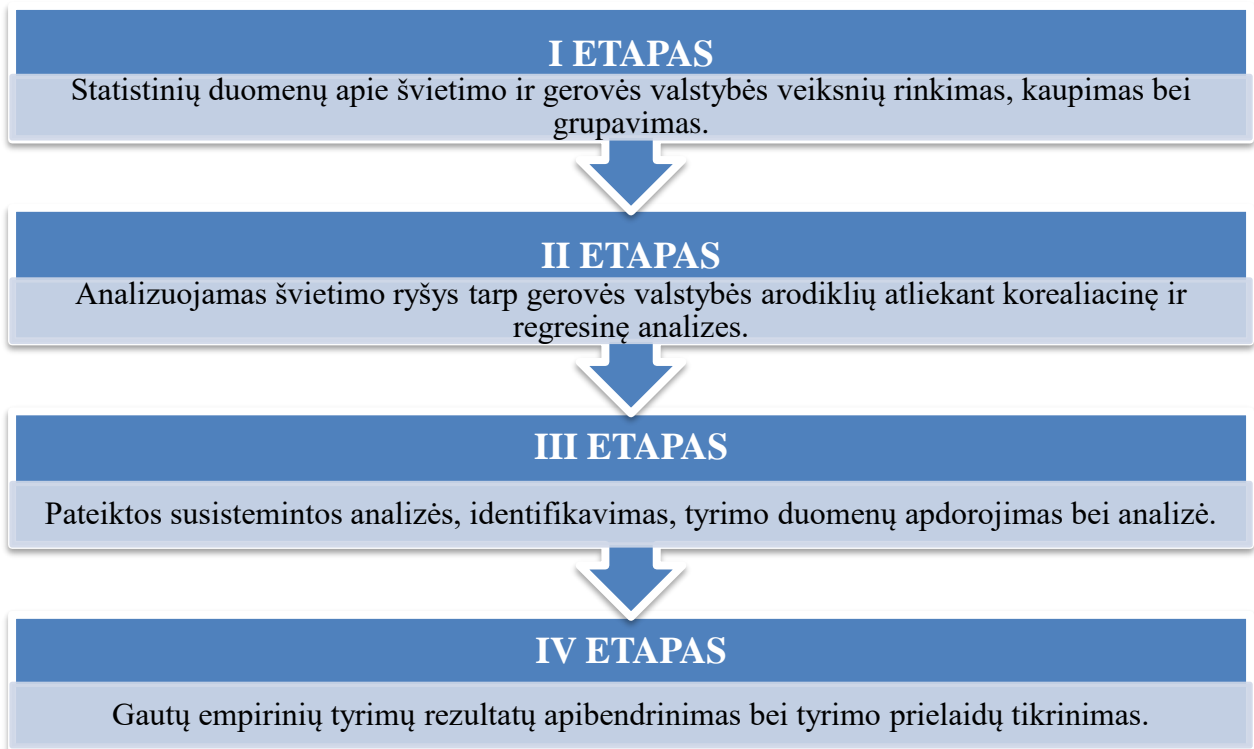 I ETAPAS
Statistinių duomenų apie švietimo ir gerovės valstybės veiksnių rinkimas, kaupimas bei
grupavimas.
II ETAPAS
Analizuojamas švietimo ryšys tarp gerovės valstybės arodiklių atliekant korealiacinę ir
regresinę analizes.
III ETAPAS
Pateiktos susistemintos analizės, identifikavimas, tyrimo duomenų apdorojimas bei analizė.
IV ETAPAS
Gautų empirinių tyrimų rezultatų apibendrinimas bei tyrimo prielaidų tikrinimas.